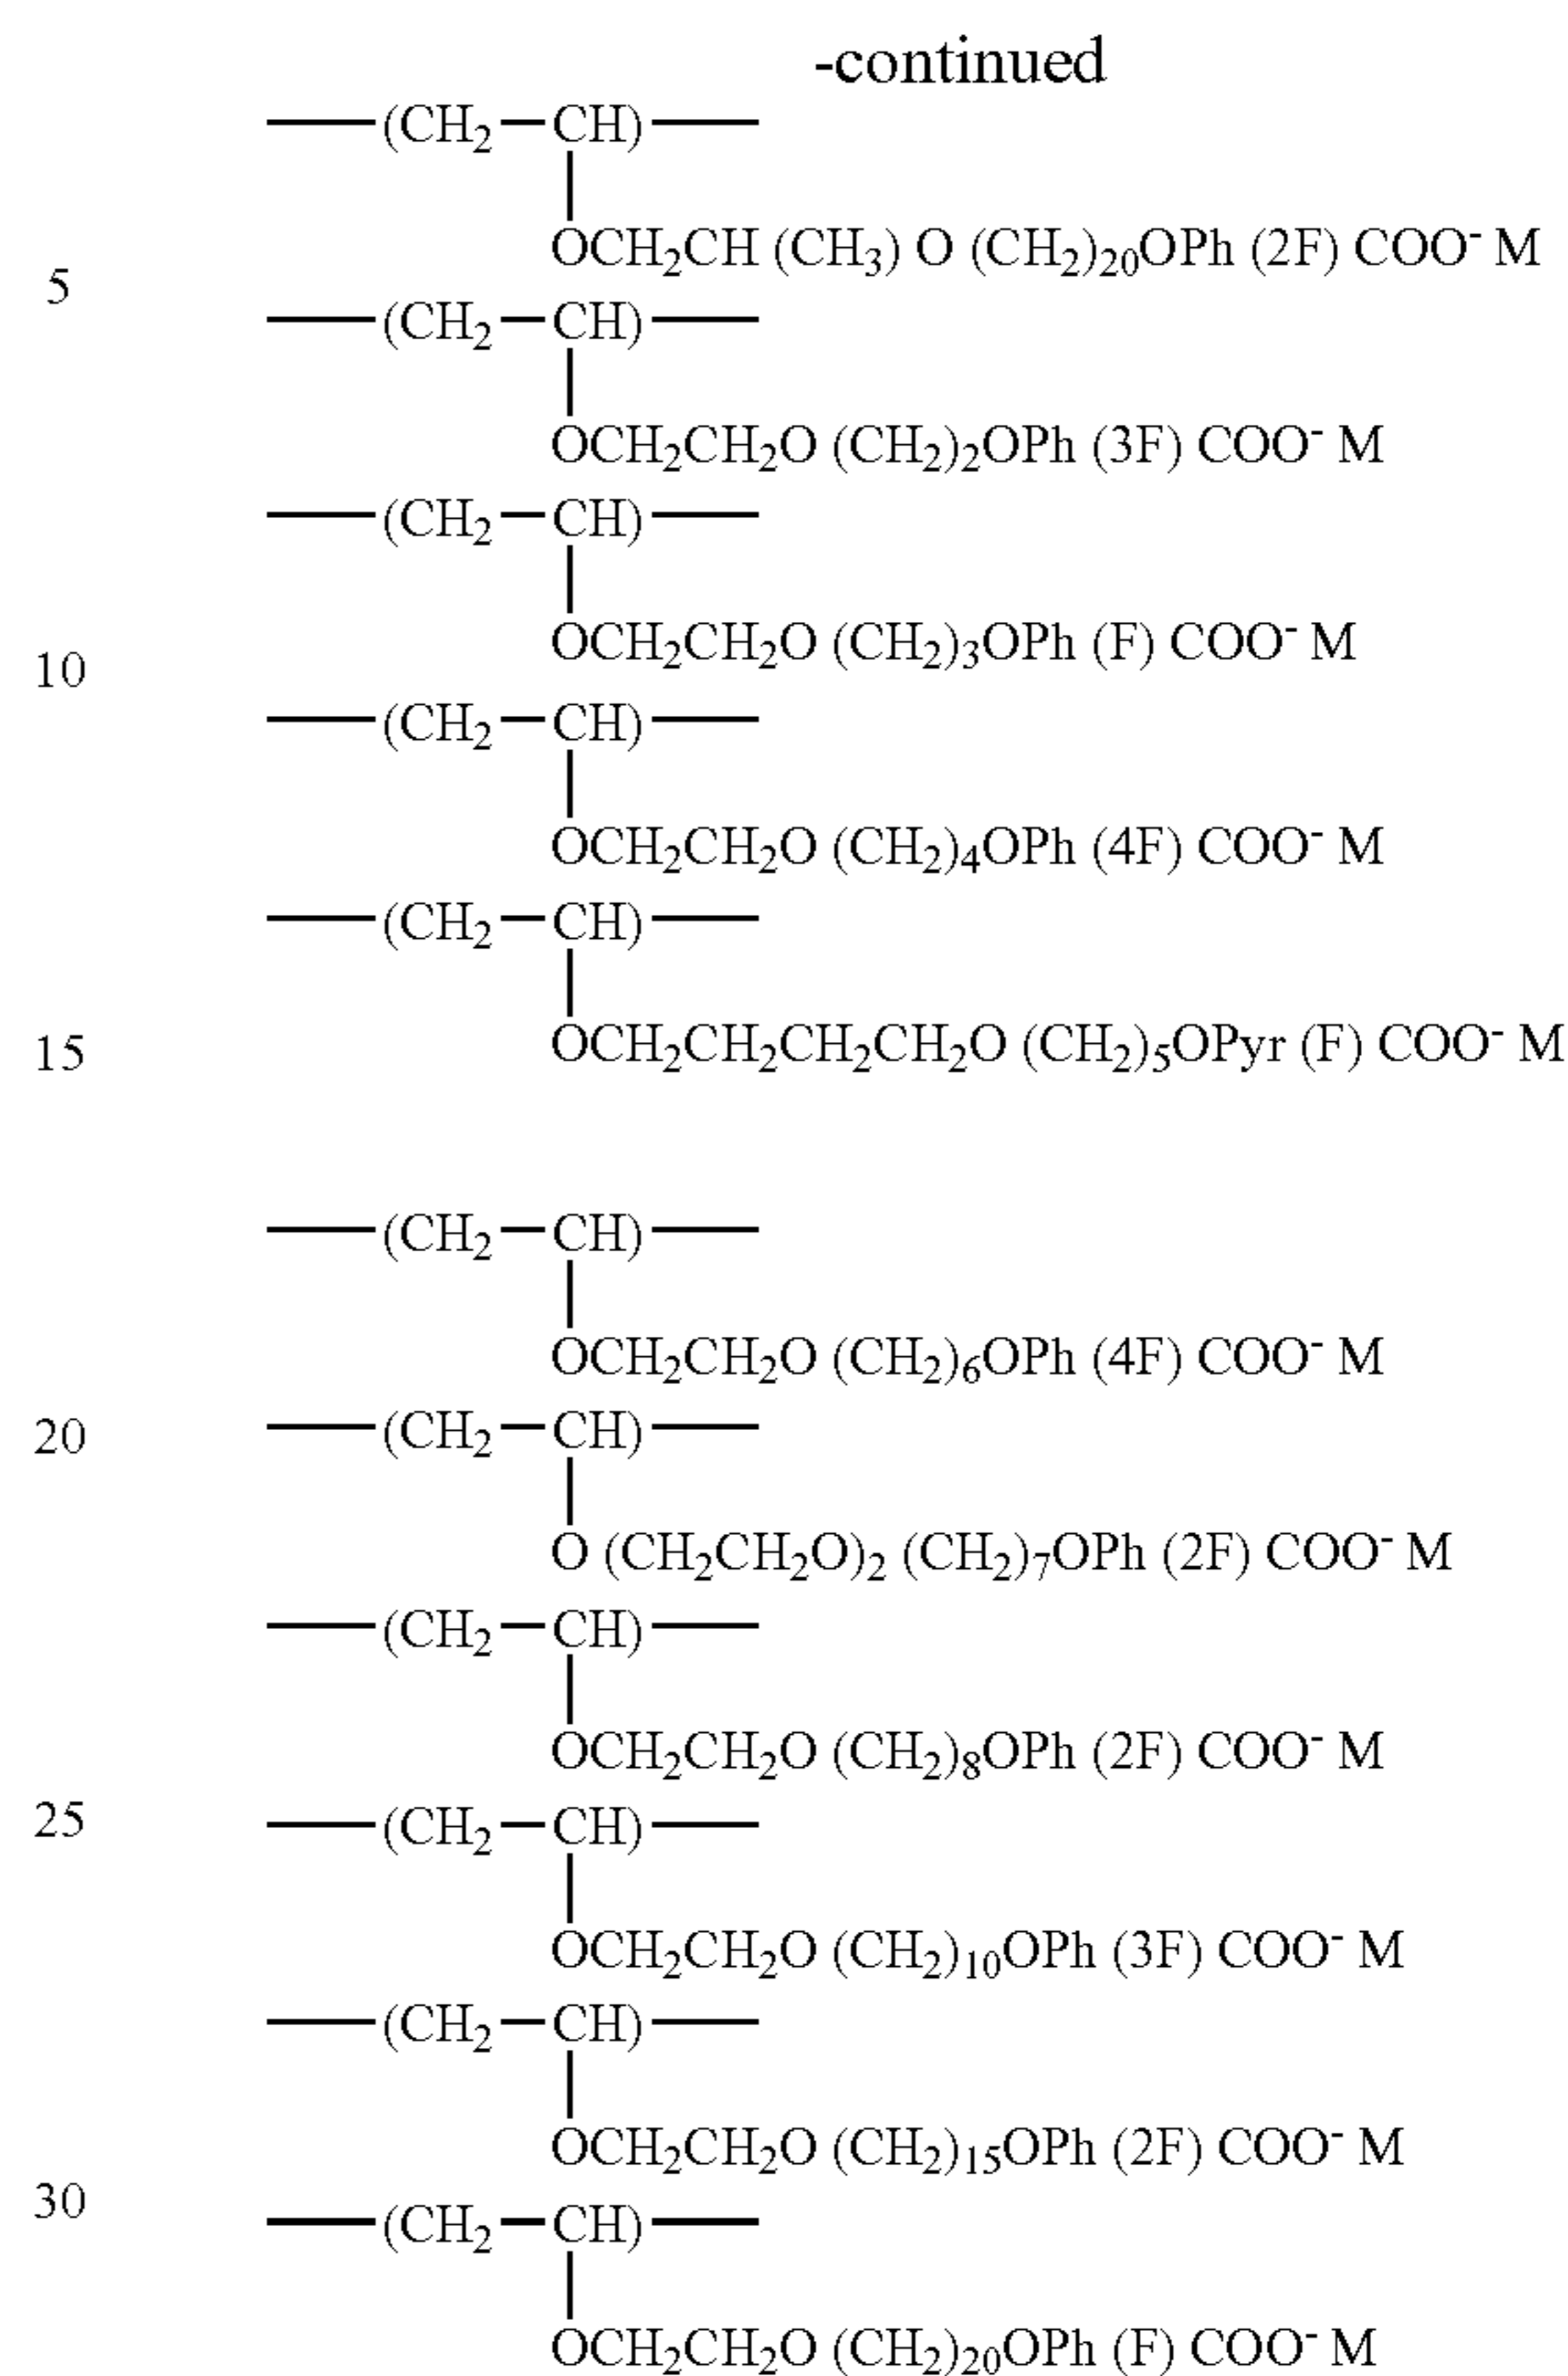 -continued
(CH2—CH)
OCH2CH (CH3) O (CH2)20OPh (2F) COO- M
5
(CH2—CH)
OCH2CH2O (CH2)2OPh (3F) COO- M
(CH2—CH)
OCH2CH2O (CH2)3OPh (F) COO- M
10
(CH2—CH)
OCH2CH2O (CH2)4OPh (4F) COO- M
(CH2—CH)
15
OCH2CH2CH2CH2O (CH2)5OPyr (F) COO- M
(CH2—CH)
OCH2CH2O (CH2)6OPh (4F) COO- M
20
(CH2—CH)
O (CH2CH2O)2 (CH2)7OPh (2F) COO- M
(CH2—CH)
OCH2CH2O (CH2)8OPh (2F) COO- M
25
(CH2—CH)
OCH2CH2O (CH2)10OPh (3F) COO- M
(CH2—CH)
OCH2CH2O (CH2)15OPh (2F) COO- M
30
(CH2—CH)
OCH2CH2O (CH2)20OPh (F) COO- M